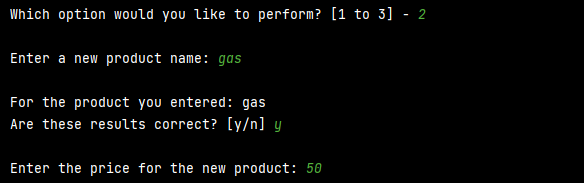 Which option would you like to perform? [1 to 3] - 2
Enter a new product name: gas
For the product you entered: gas
Are these results correct? [y/n] y
Enter the price for the new product: 50